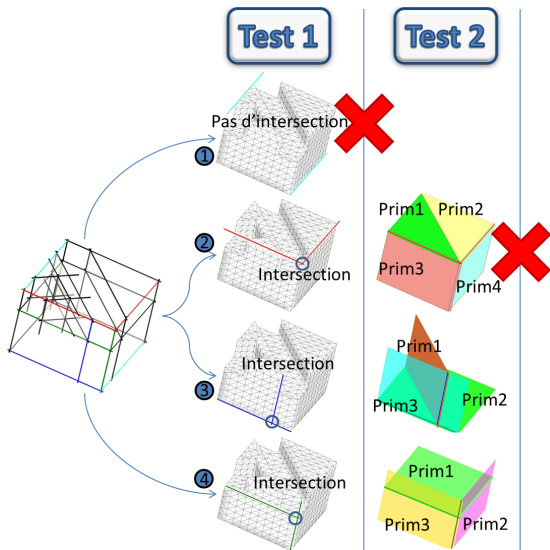 Test 1
Test 2
Pas d'intersection
1
2
Intersection
Prim1
Prim2
Prim3
Prim4
Intersection
3
Prim1
Prim3
Prim2
4
Intersection
Prim1
Prim3
Prim2